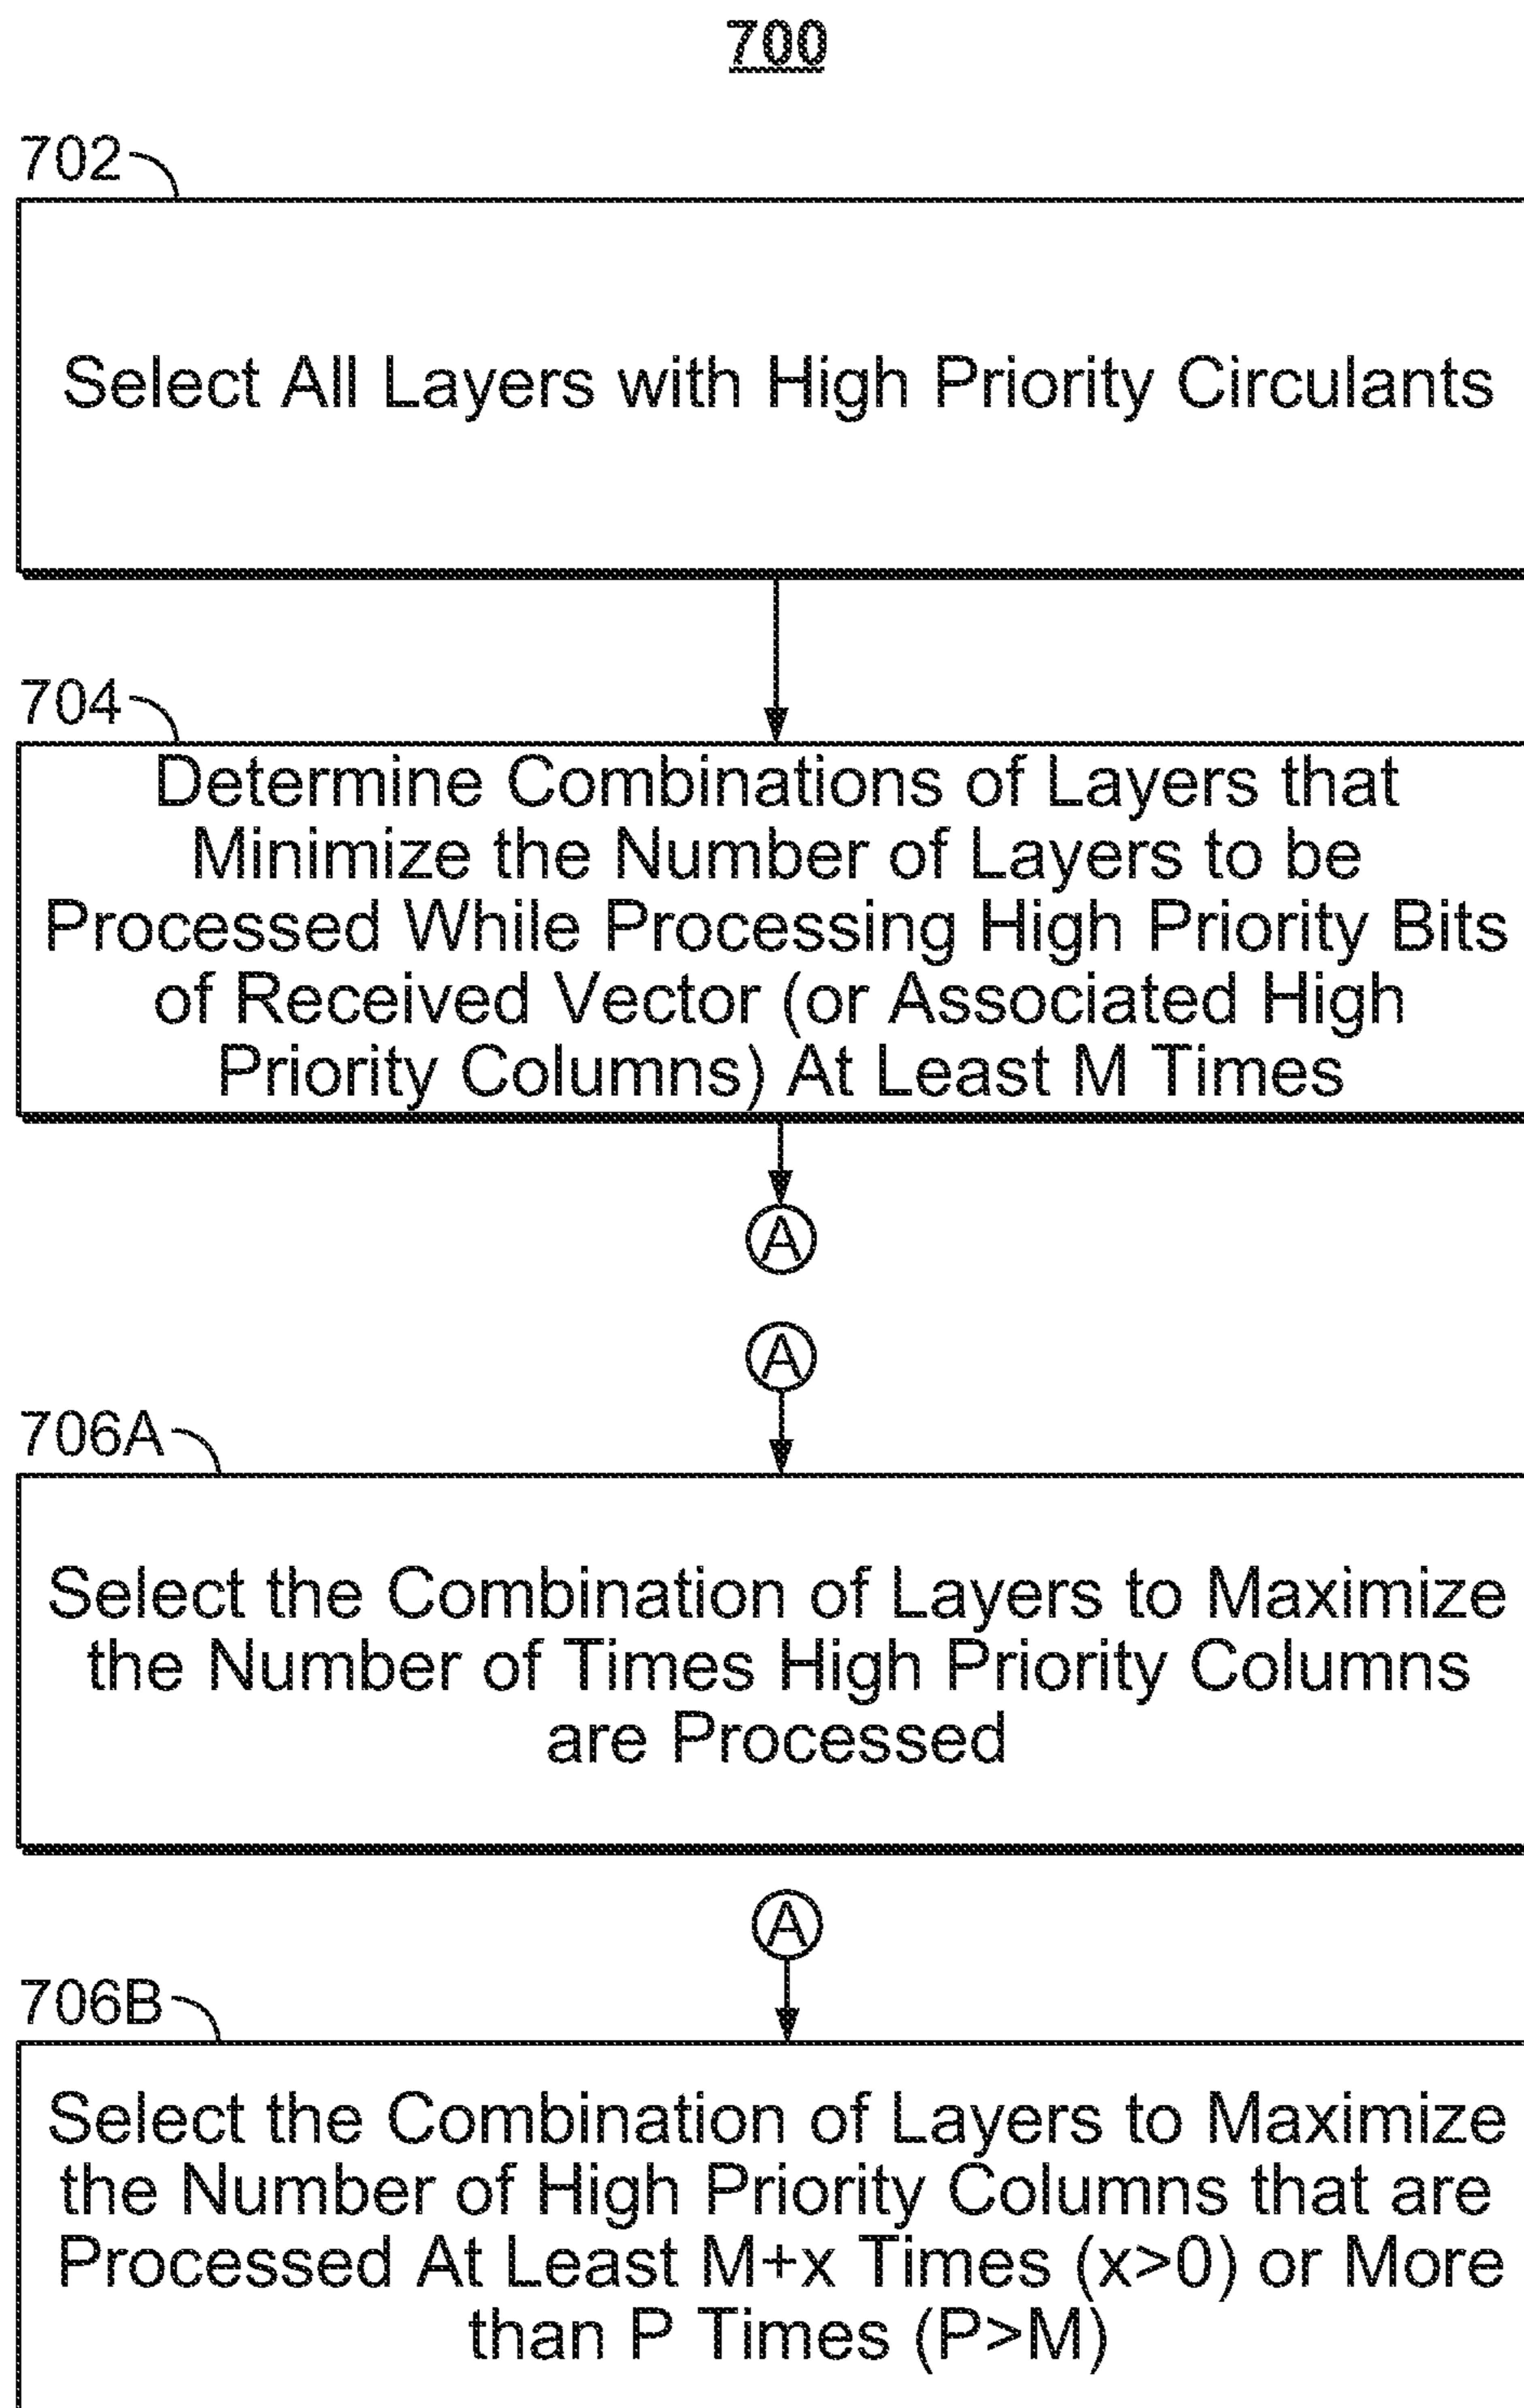 700
702
Select All Layers with High Priority Circulants
704
Determine Combinations of Layers that
Minimize the Number of Layers to be
Processed While Processing High Priority Bits
of Received Vector (or Associated High
Priority Columns) At Least M Times
A
A
706A
Select the Combination of Layers to Maximize
the Number of Times High Priority Columns
are Processed
A
706B
Select the Combination of Layers to Maximize
the Number of High Priority Columns that are
Processed At Least M+x Times (x>0) or More
than P Times (P>M)